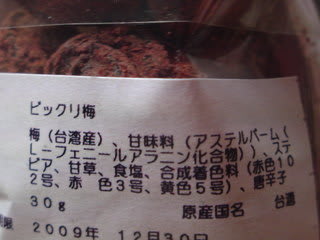 ビックリ梅
梅(台湾産)、甘味料(アステルパーム(
L-フェニールアラニン化合物))、ステ
ビア、甘草、食塩、合成着色料(赤色10
2号、赤 色3号、黄色5号)、唐辛子
30g 原産国名 台湾
限 2009年 12月30日